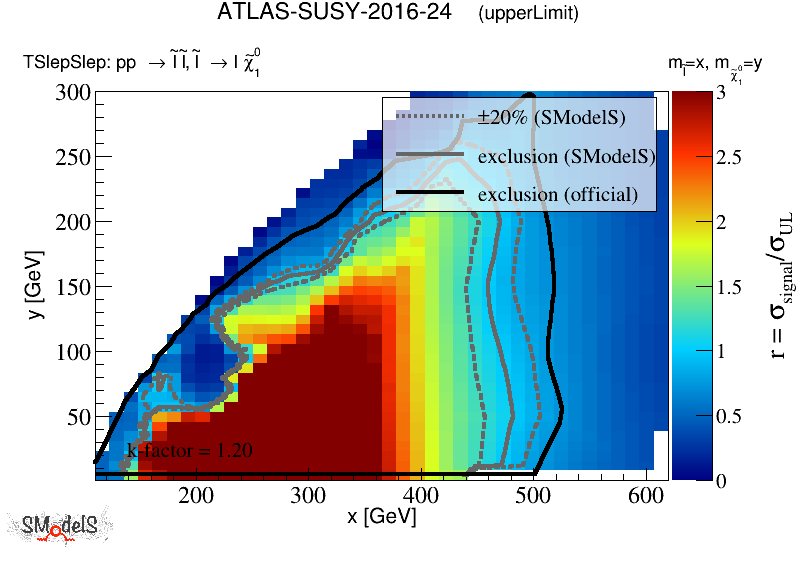 ATLAS-SUSY-2016-24 (upperLimit)
TSlepSlep: pp → l̃ l̃, l̃ → l χ̃₁⁰
m_l̃=x, m_χ̃₁⁰=y
±20% (SModelS)
exclusion (SModelS)
exclusion (official)
k-factor = 1.20
300
250
200
150
100
50
y [GeV]
200 300 400 500 600
x [GeV]
3
2.5
2
1.5
1
0.5
0
r = σ_signal/σ_UL
SModelS